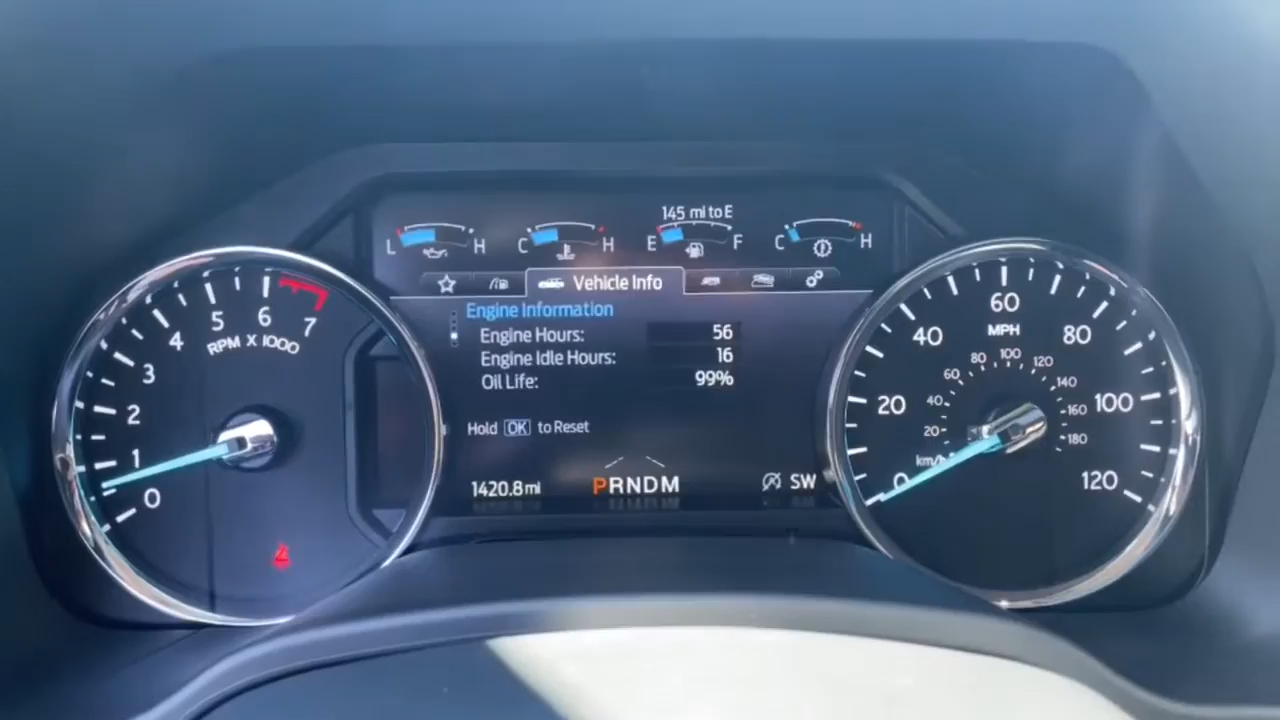 145 mi to E
L H
C H
E F
C H
Vehicle Info
Engine Information
Engine Hours: 56
Engine Idle Hours: 16
Oil Life: 99%
Hold OK to Reset
1420.8 mi
PRNDM
SW
0 1 2 3 4 5 6 7
RPM X 1000
0 20 40 60 80 100 120
MPH
20 40 60 80 100 120 140 160 180
km/h